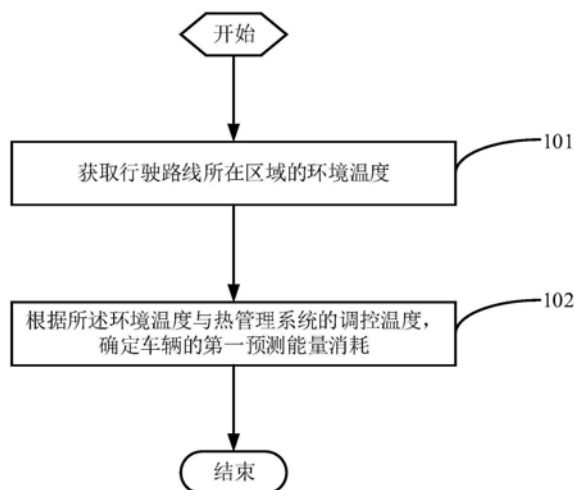 开始
101
获取行驶路线所在区域的环境温度
102
根据所述环境温度与热管理系统的调控温度，
确定车辆的第一预测能量消耗
结束